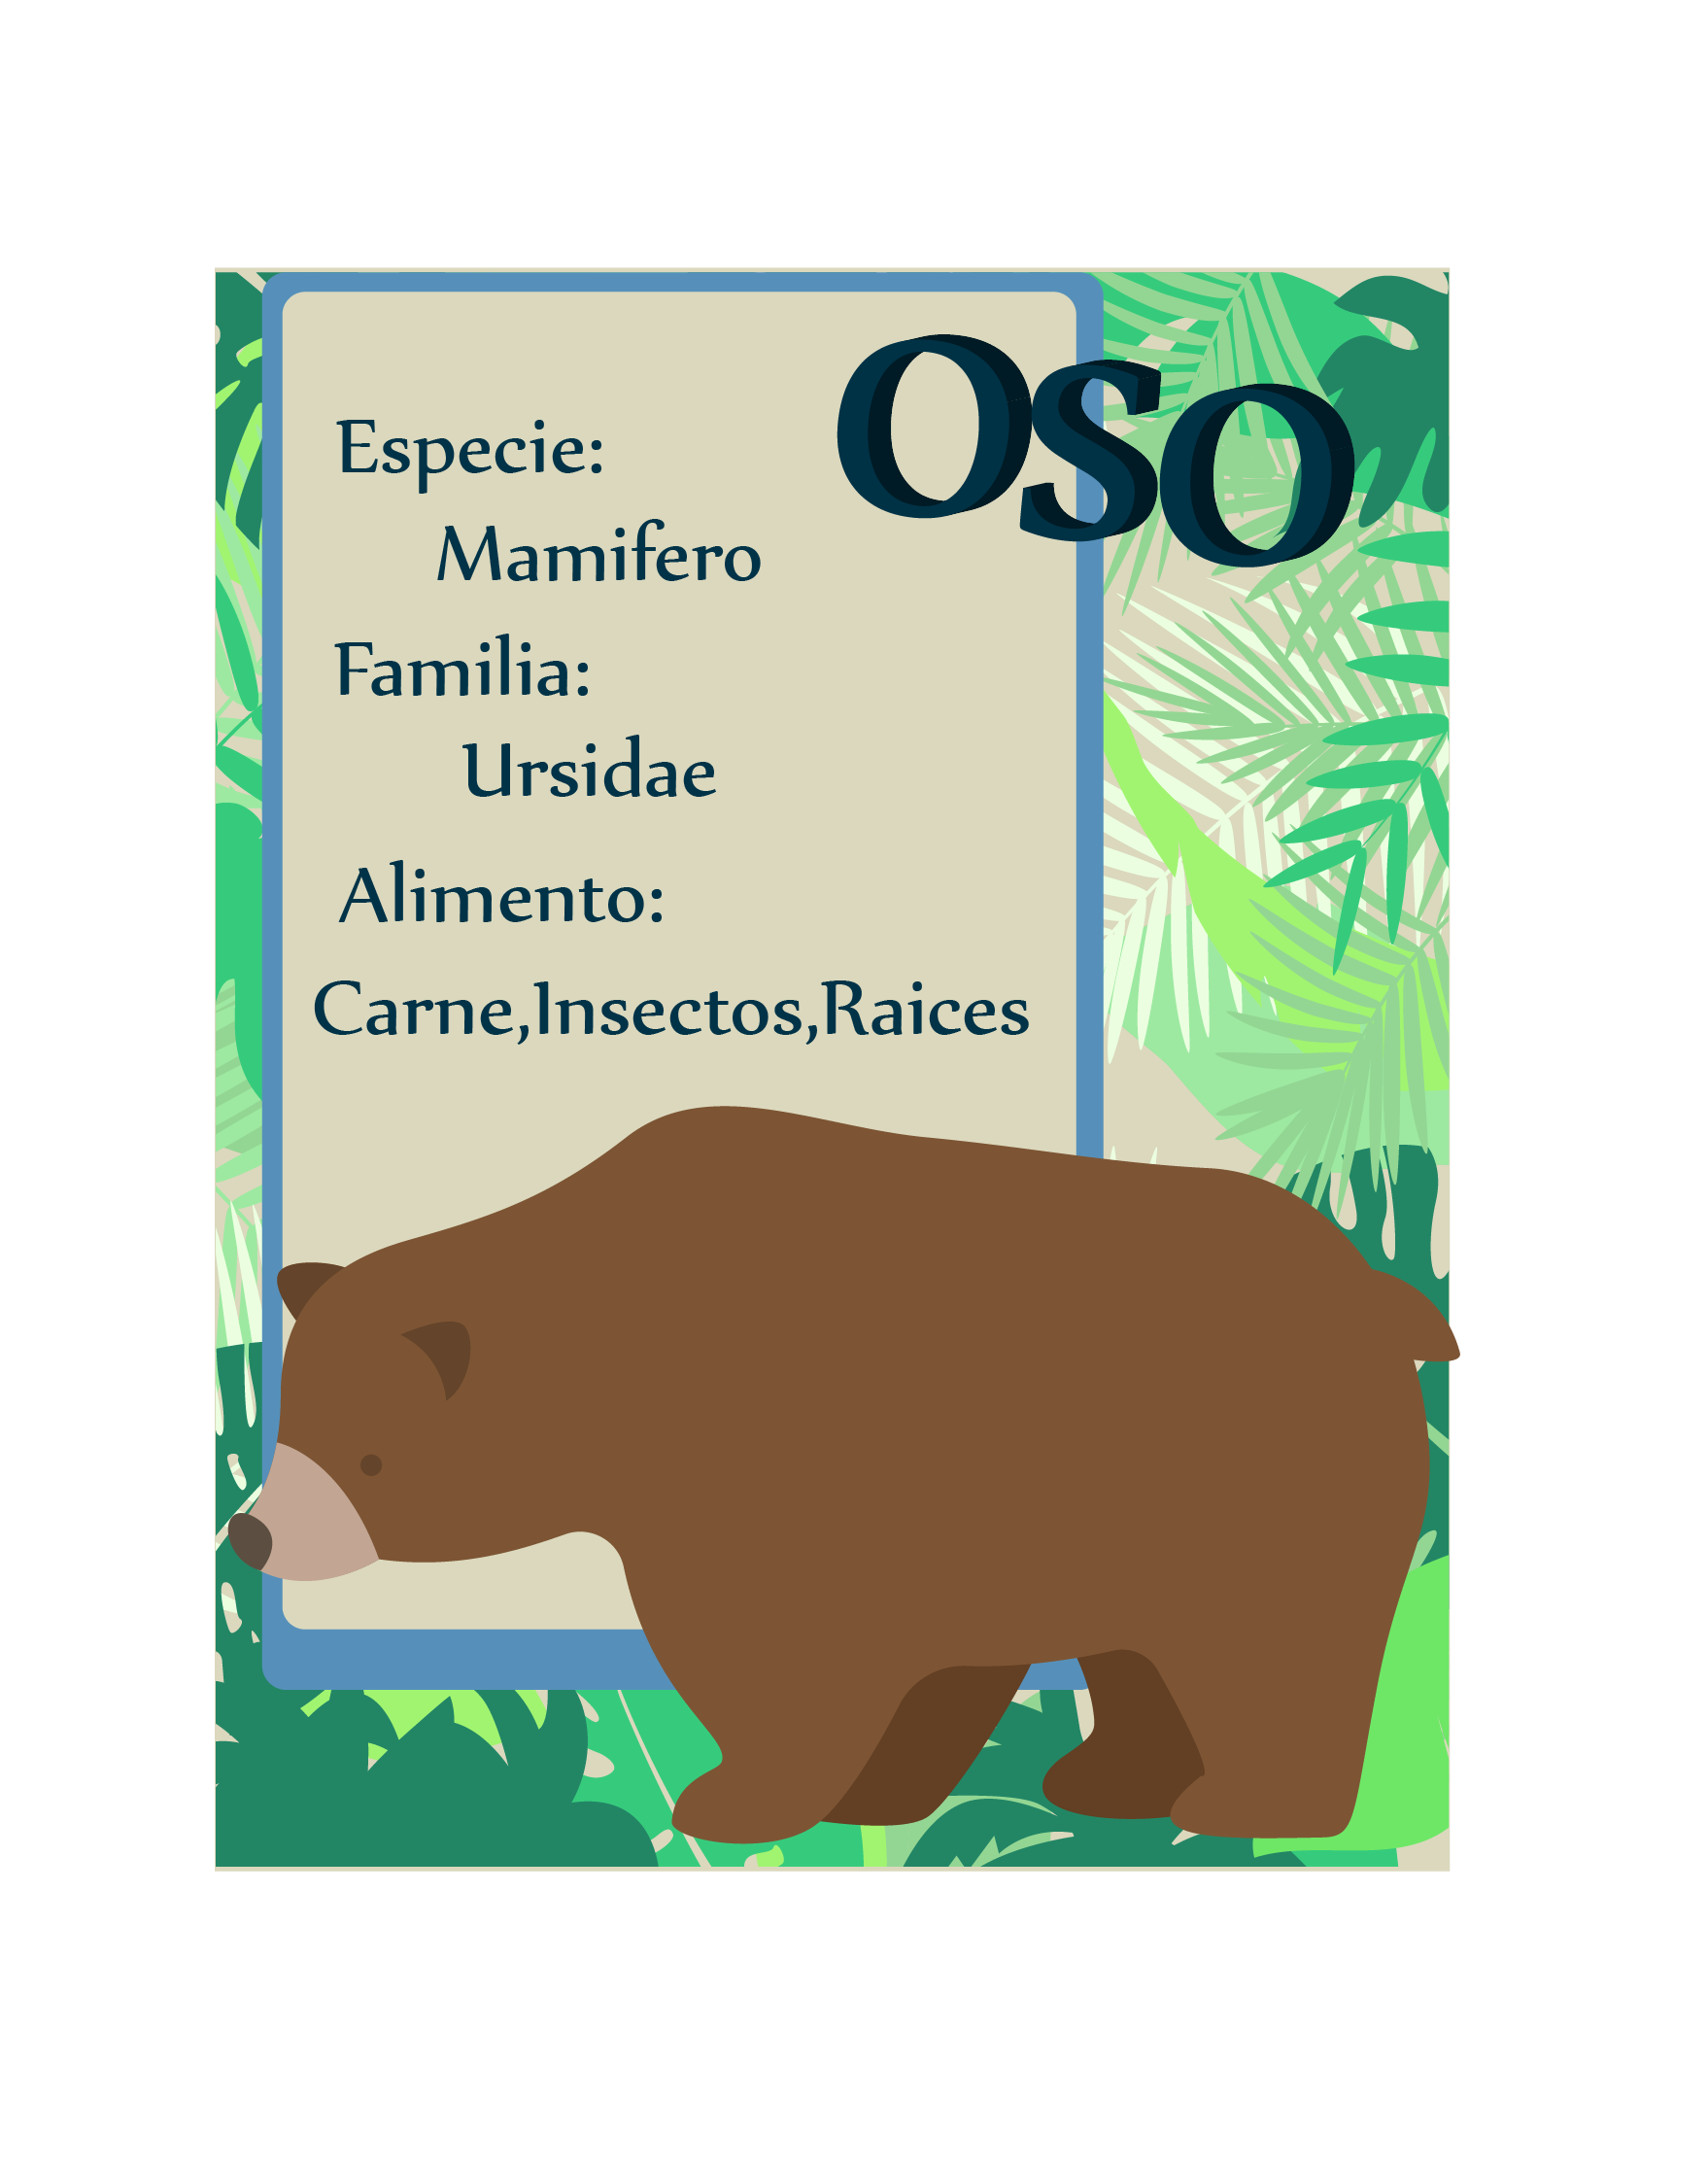 Oso
Especie:
Mamifero
Familia:
Ursidae
Alimento:
Carne,Insectos,Raices